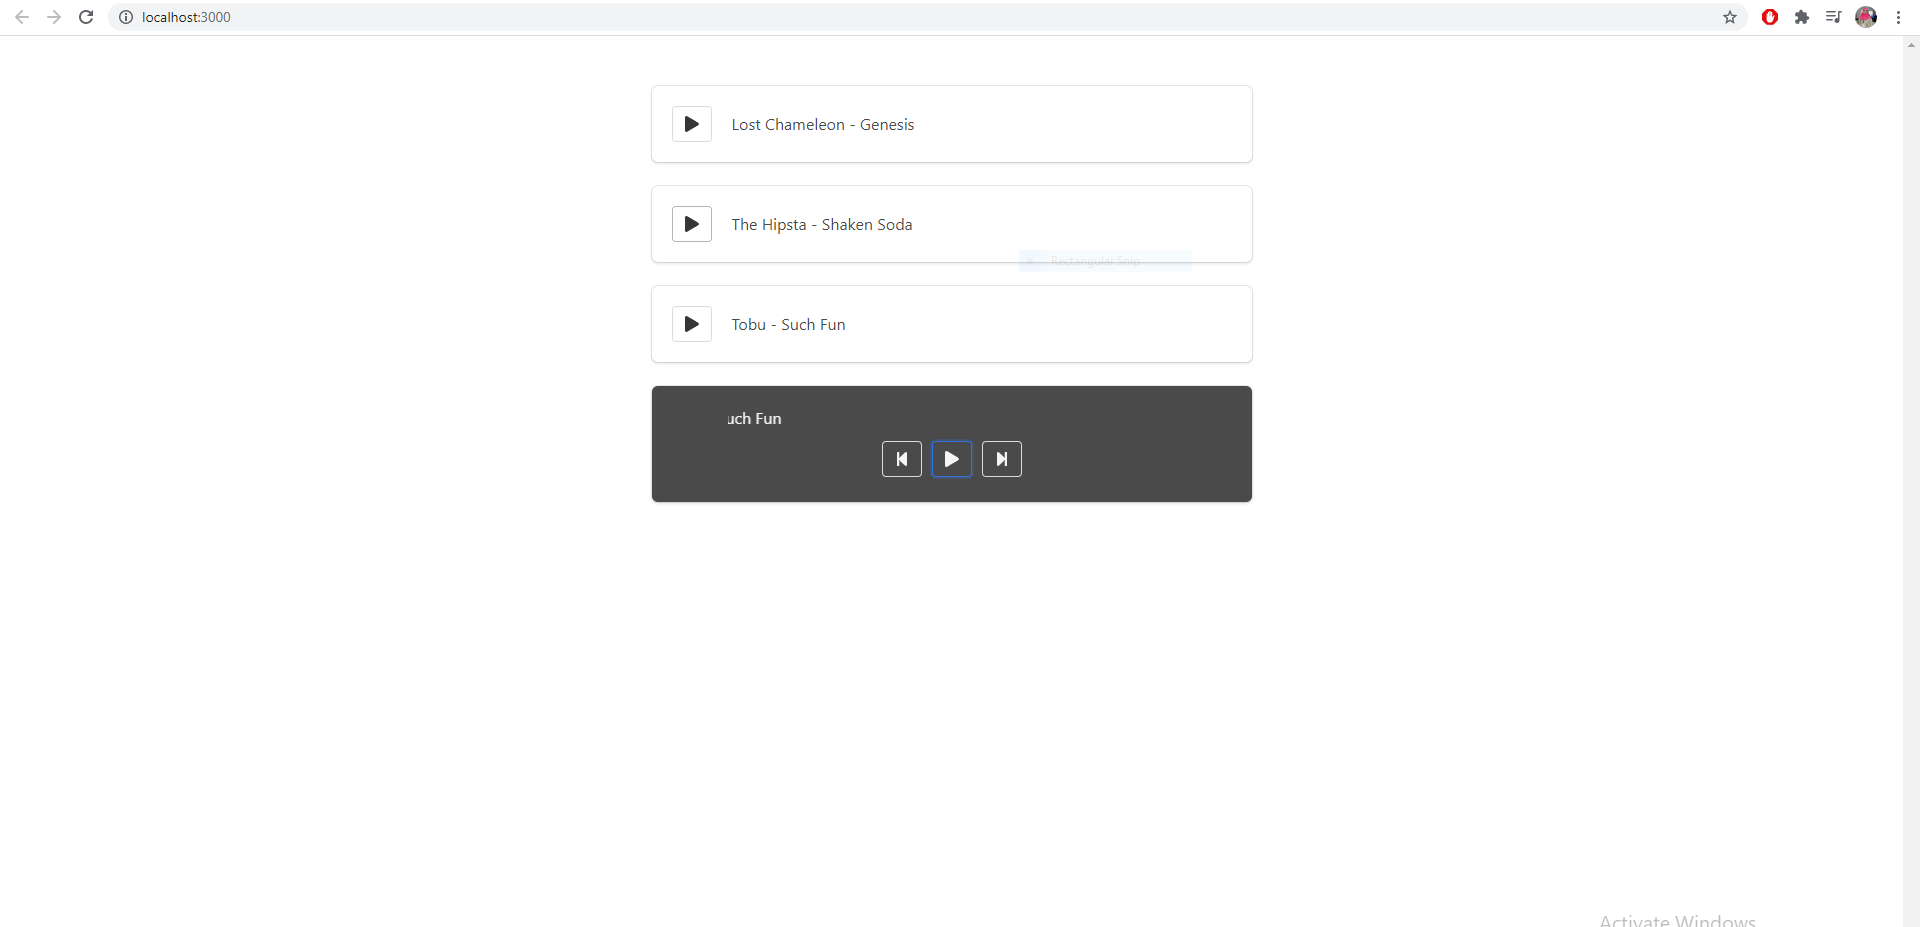 localhost:3000
Lost Chameleon - Genesis
The Hipsta - Shaken Soda
Rectangular Snip
Tobu - Such Fun
uch Fun
Activate Windows